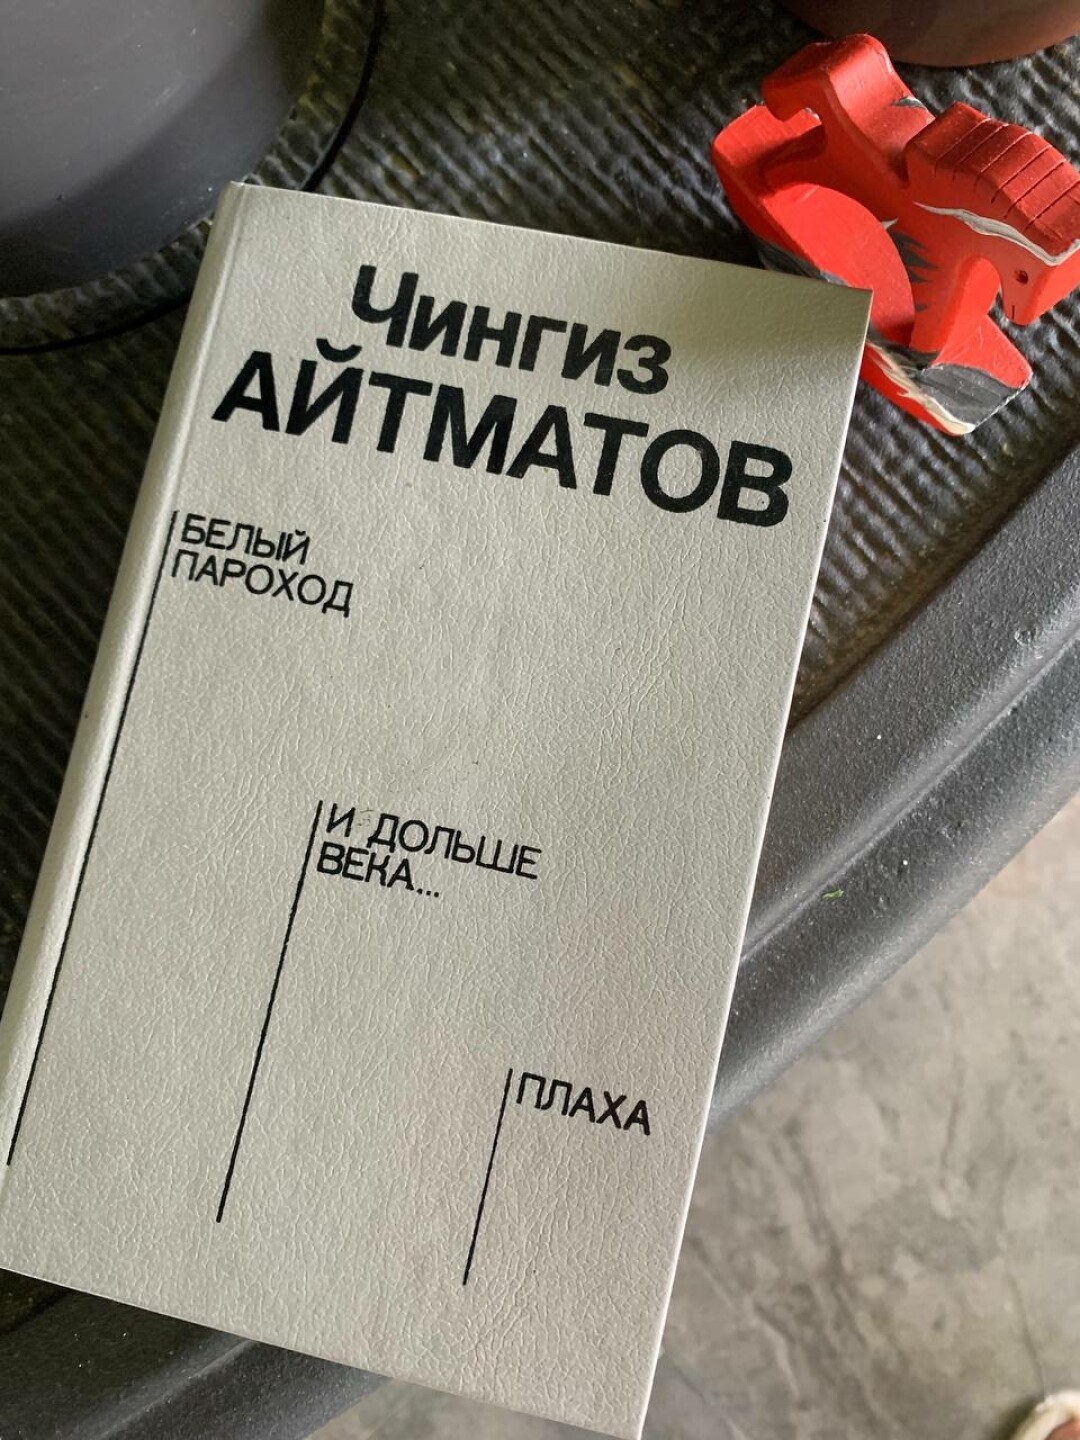 Чингиз
АЙТМАТОВ
БЕЛЫЙ
ПАРОХОД
И ДОЛЬШЕ
ВЕКА...
ПЛАХА